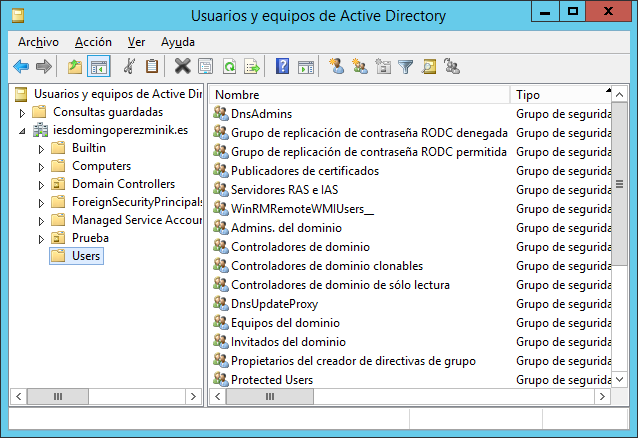 Usuarios y equipos de Active Directory
Archivo Acción Ver Ayuda
Usuarios y equipos de Active Dir
Consultas guardadas
iesdomingoperezminik.es
Builtin
Computers
Domain Controllers
ForeignSecurityPrincipals
Managed Service Accour
Prueba
Users
Nombre Tipo
DnsAdmins Grupo de segurida
Grupo de replicación de contraseña RODC denegada Grupo de segurida
Grupo de replicación de contraseña RODC permitida Grupo de segurida
Publicadores de certificados Grupo de segurida
Servidores RAS e IAS Grupo de segurida
WinRMRemoteWMIUsers__ Grupo de segurida
Admins. del dominio Grupo de segurida
Controladores de dominio Grupo de segurida
Controladores de dominio clonables Grupo de segurida
Controladores de dominio de sólo lectura Grupo de segurida
DnsUpdateProxy Grupo de segurida
Equipos del dominio Grupo de segurida
Invitados del dominio Grupo de segurida
Propietarios del creador de directivas de grupo Grupo de segurida
Protected Users Grupo de segurida